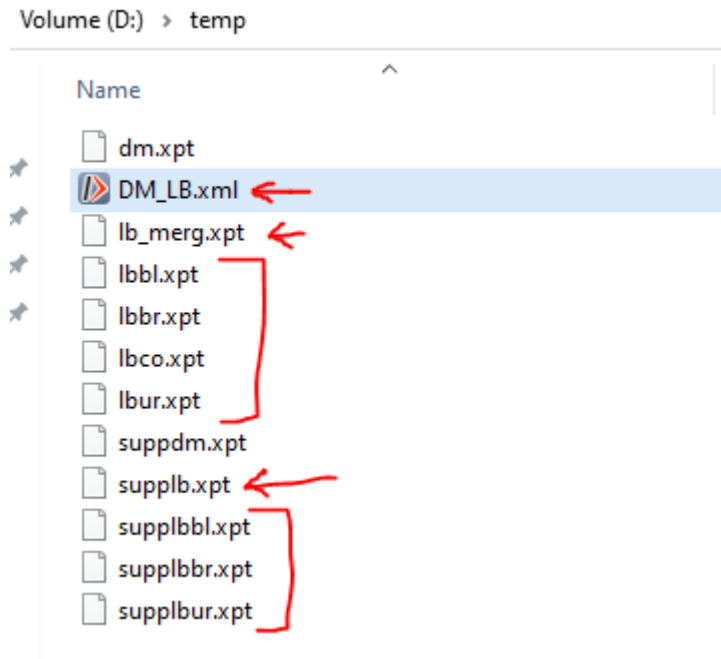 Volume (D:) > temp
Name
dm.xpt
DM_LB.xml
lb_merg.xpt
lbbl.xpt
lbbr.xpt
lbco.xpt
lbur.xpt
suppdm.xpt
supplb.xpt
supplbbl.xpt
supplbbr.xpt
supplbur.xpt